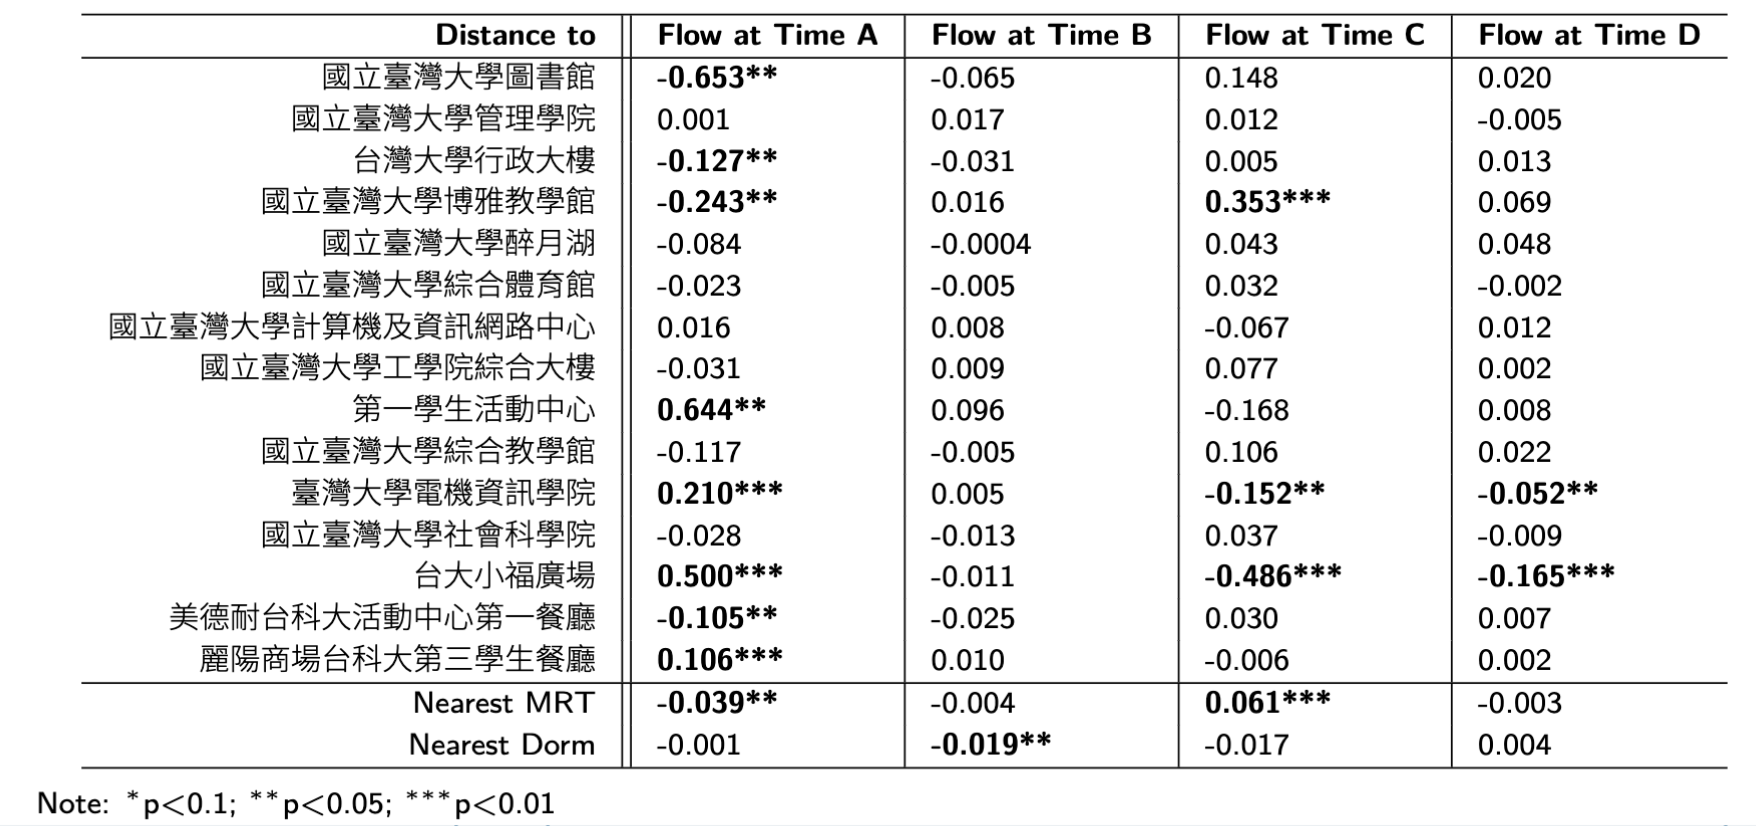 Distance to Flow at Time A Flow at Time B Flow at Time C Flow at Time D
國立臺灣大學圖書館 -0.653** -0.065 0.148 0.020
國立臺灣大學管理學院 0.001 0.017 0.012 -0.005
台灣大學行政大樓 -0.127** -0.031 0.005 0.013
國立臺灣大學博雅教學館 -0.243** 0.016 0.353*** 0.069
國立臺灣大學醉月湖 -0.084 -0.0004 0.043 0.048
國立臺灣大學綜合體育館 -0.023 -0.005 0.032 -0.002
國立臺灣大學計算機及資訊網路中心 0.016 0.008 -0.067 0.012
國立臺灣大學工學院綜合大樓 -0.031 0.009 0.077 0.002
第一學生活動中心 0.644** 0.096 -0.168 0.008
國立臺灣大學綜合教學館 -0.117 -0.005 0.106 0.022
臺灣大學電機資訊學院 0.210*** 0.005 -0.152** -0.052**
國立臺灣大學社會科學院 -0.028 -0.013 0.037 -0.009
台大小福廣場 0.500*** -0.011 -0.486*** -0.165***
美德耐台科大活動中心第一餐廳 -0.105** -0.025 0.030 0.007
麗陽商場台科大第三學生餐廳 0.106*** 0.010 -0.006 0.002
Nearest MRT -0.039** -0.004 0.061*** -0.003
Nearest Dorm -0.001 -0.019** -0.017 0.004
Note: *p<0.1; **p<0.05; ***p<0.01